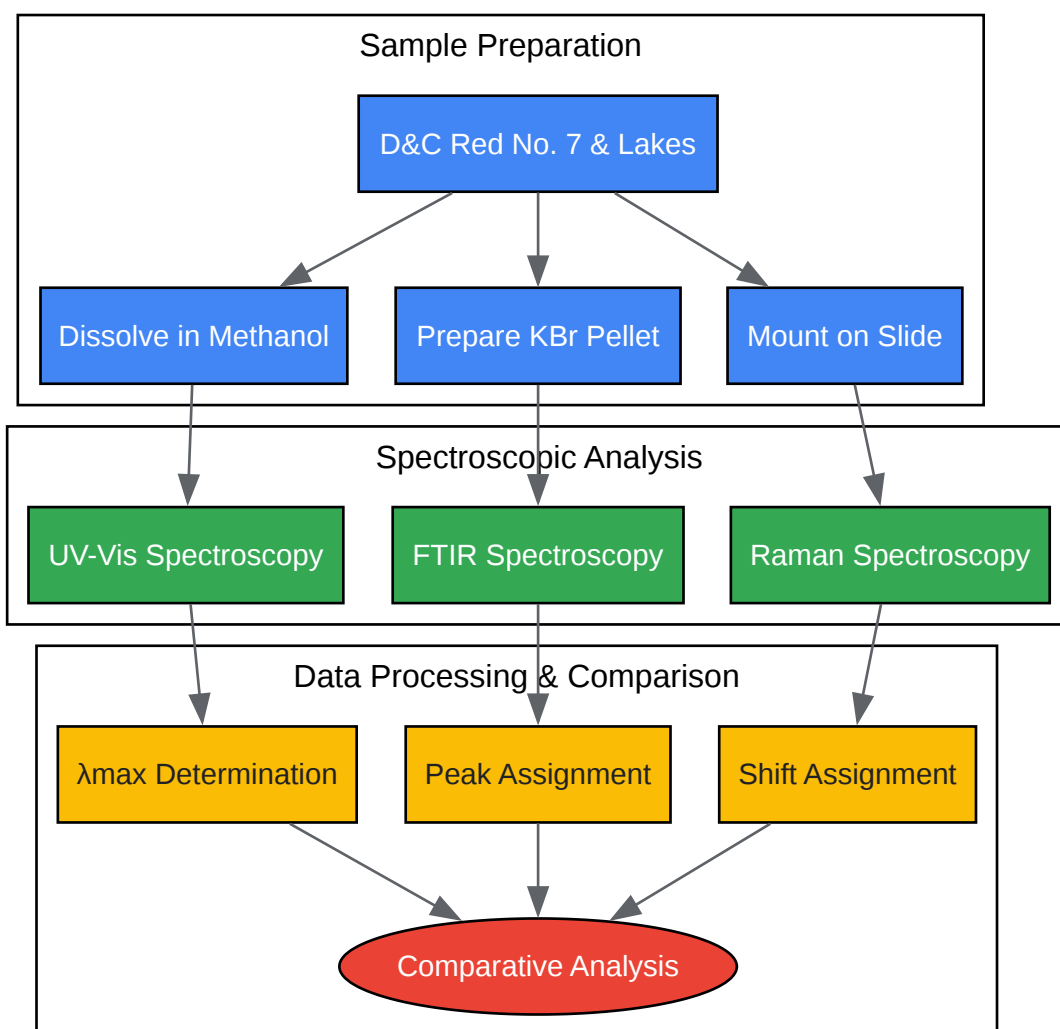 Sample Preparation
D&C Red No. 7 & Lakes
Dissolve in Methanol
Prepare KBr Pellet
Mount on Slide
Spectroscopic Analysis
UV-Vis Spectroscopy
FTIR Spectroscopy
Raman Spectroscopy
Data Processing & Comparison
λmax Determination
Peak Assignment
Shift Assignment
Comparative Analysis